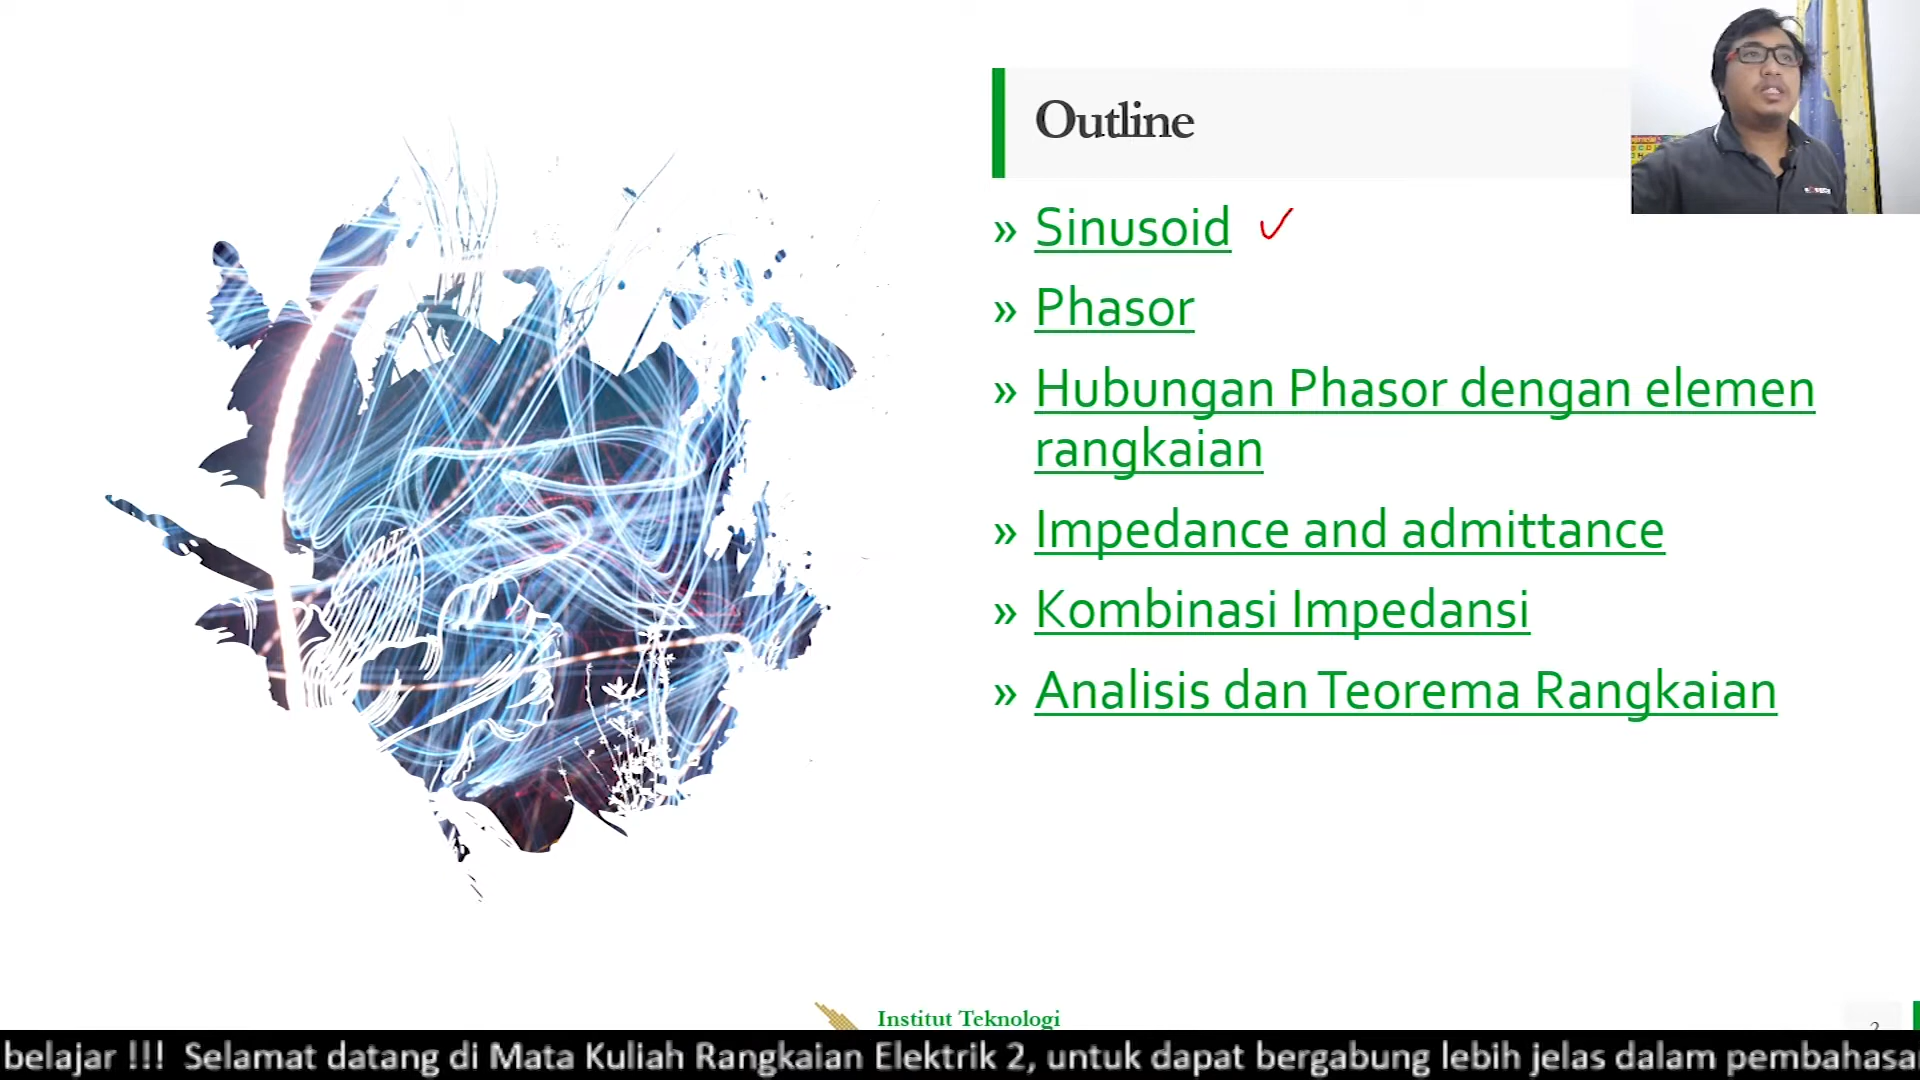 Outline
» Sinusoid ✓
» Phasor
» Hubungan Phasor dengan elemen
rangkaian
» Impedance and admittance
» Kombinasi Impedansi
» Analisis dan Teorema Rangkaian
Institut Teknologi
2
belajar !!! Selamat datang di Mata Kuliah Rangkaian Elektrik 2, untuk dapat bergabung lebih jelas dalam pembahasa